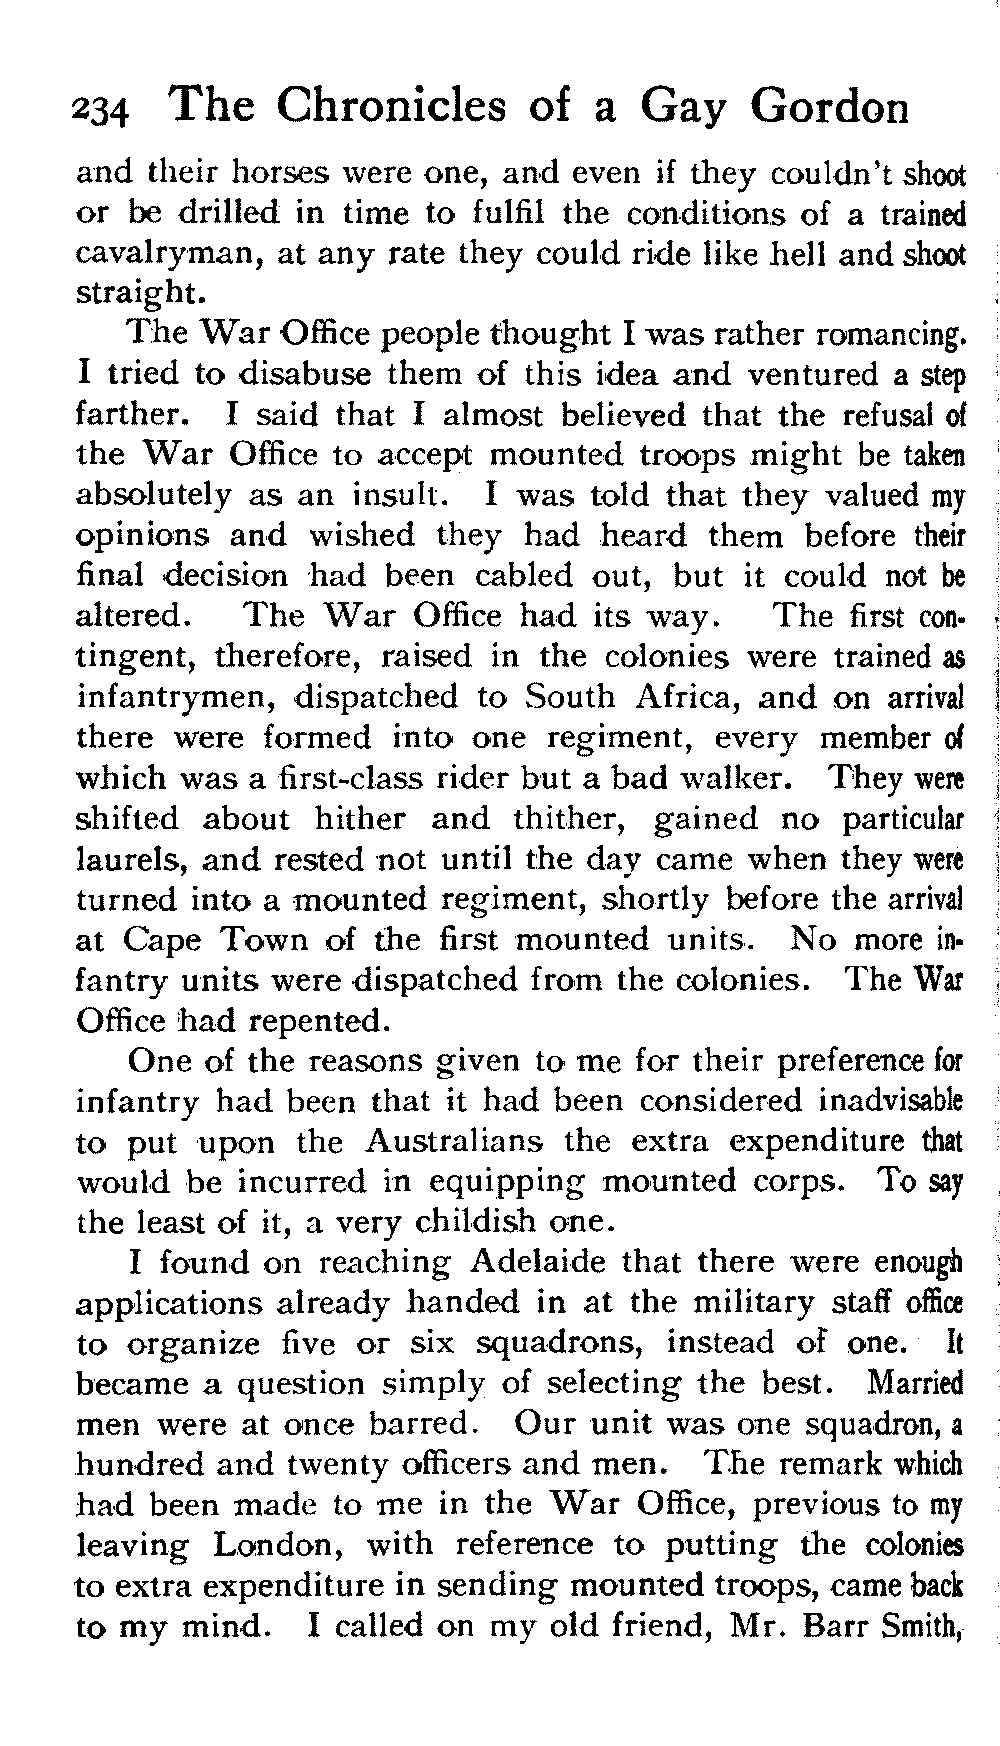 234 The Chronicles of a Gay Gordon
and their horses were one, and even if they couldn't shoot
or be drilled in time to fulfil the conditions of a trained
cavalryman, at any rate they could ride like hell and shoot
straight.
The War Office people thought I was rather romancing.
I tried to disabuse them of this idea and ventured a step
farther. I said that I almost believed that the refusal of
the War Office to accept mounted troops might be taken
absolutely as an insult. I was told that they valued my
opinions and wished they had heard them before their
final decision had been cabled out, but it could not be
altered. The War Office had its way. The first con-
tingent, therefore, raised in the colonies were trained as
infantrymen, dispatched to South Africa, and on arrival
there were formed into one regiment, every member of
which was a first-class rider but a bad walker. They were
shifted about hither and thither, gained no particular
laurels, and rested not until the day came when they were
turned into a mounted regiment, shortly before the arrival
at Cape Town of the first mounted units. No more in-
fantry units were dispatched from the colonies. The War
Office had repented.
One of the reasons given to me for their preference for
infantry had been that it had been considered inadvisable
to put upon the Australians the extra expenditure that
would be incurred in equipping mounted corps. To say
the least of it, a very childish one.
I found on reaching Adelaide that there were enough
applications already handed in at the military staff office
to organize five or six squadrons, instead of one. It
became a question simply of selecting the best. Married
men were at once barred. Our unit was one squadron, a
hundred and twenty officers and men. The remark which
had been made to me in the War Office, previous to my
leaving London, with reference to putting the colonies
to extra expenditure in sending mounted troops, came back
to my mind. I called on my old friend, Mr. Barr Smith,